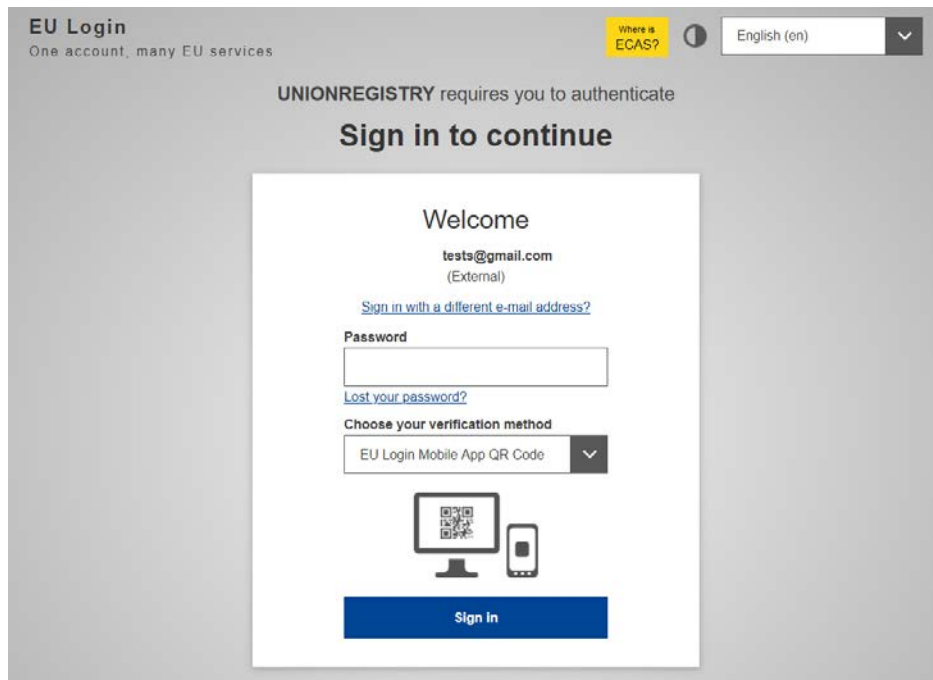 EU Login
One account, many EU services
Where is
ECAS?
English (en)
UNIONREGISTRY requires you to authenticate
Sign in to continue
Welcome
tests@gmail.com
(External)
Sign in with a different e-mail address?
Password
Lost your password?
Choose your verification method
EU Login Mobile App QR Code
Sign In